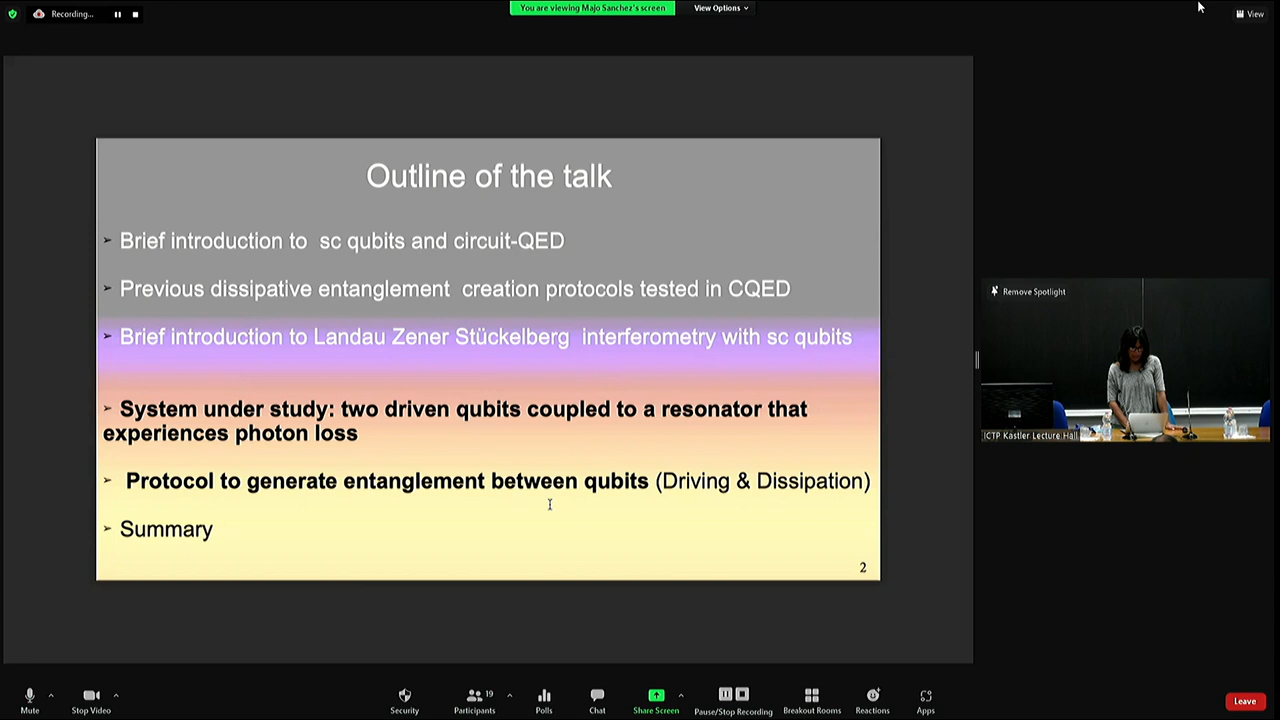 Recording...
You are viewing Majo Sanchez's screen
View Options
View
Outline of the talk
➢ Brief introduction to sc qubits and circuit-QED
➢ Previous dissipative entanglement creation protocols tested in CQED
➢ Brief introduction to Landau Zener Stückelberg interferometry with sc qubits
➢ System under study: two driven qubits coupled to a resonator that
experiences photon loss
➢ Protocol to generate entanglement between qubits (Driving & Dissipation)
➢ Summary
2
Remove Spotlight
ICTP Kastler Lecture Hall
Mute
Stop Video
Security
Participants
19
Polls
Chat
Share Screen
Pause/Stop Recording
Breakout Rooms
Reactions
Apps
Leave